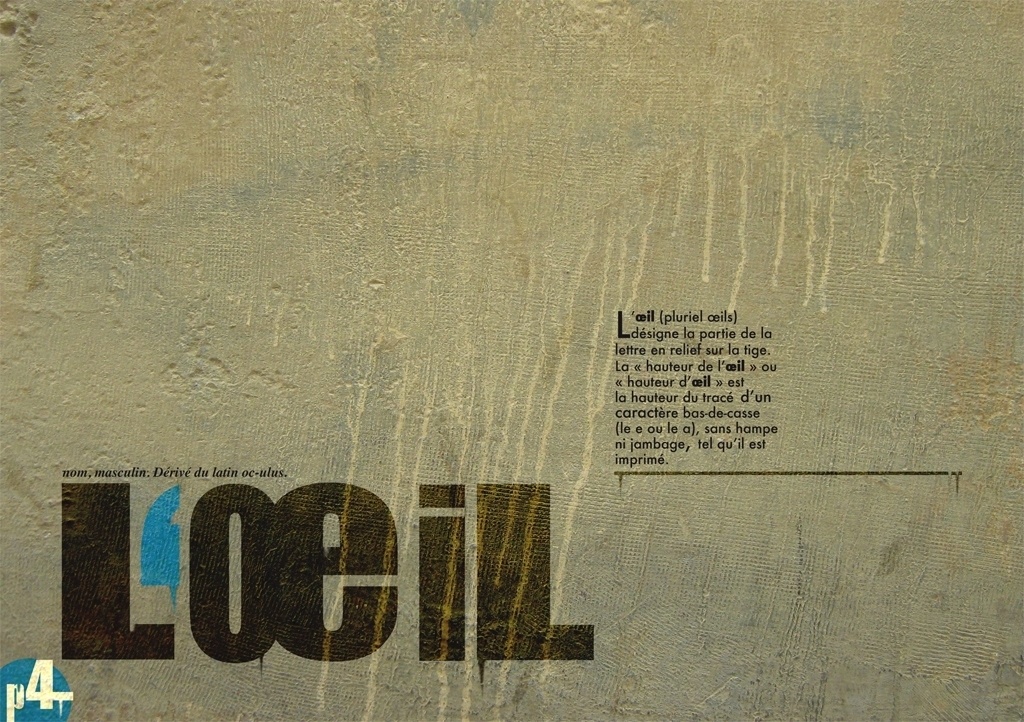 L'œil (pluriel œils)
désigne la partie de la
lettre en relief sur la tige.
La « hauteur de l'œil » ou
« hauteur d'œil » est
la hauteur du tracé d'un
caractère bas-de-casse
(le e ou le a), sans hampe
ni jambage, tel qu'il est
imprimé.
nom, masculin. Dérivé du latin oc-ulus.
L'ŒiL
p4